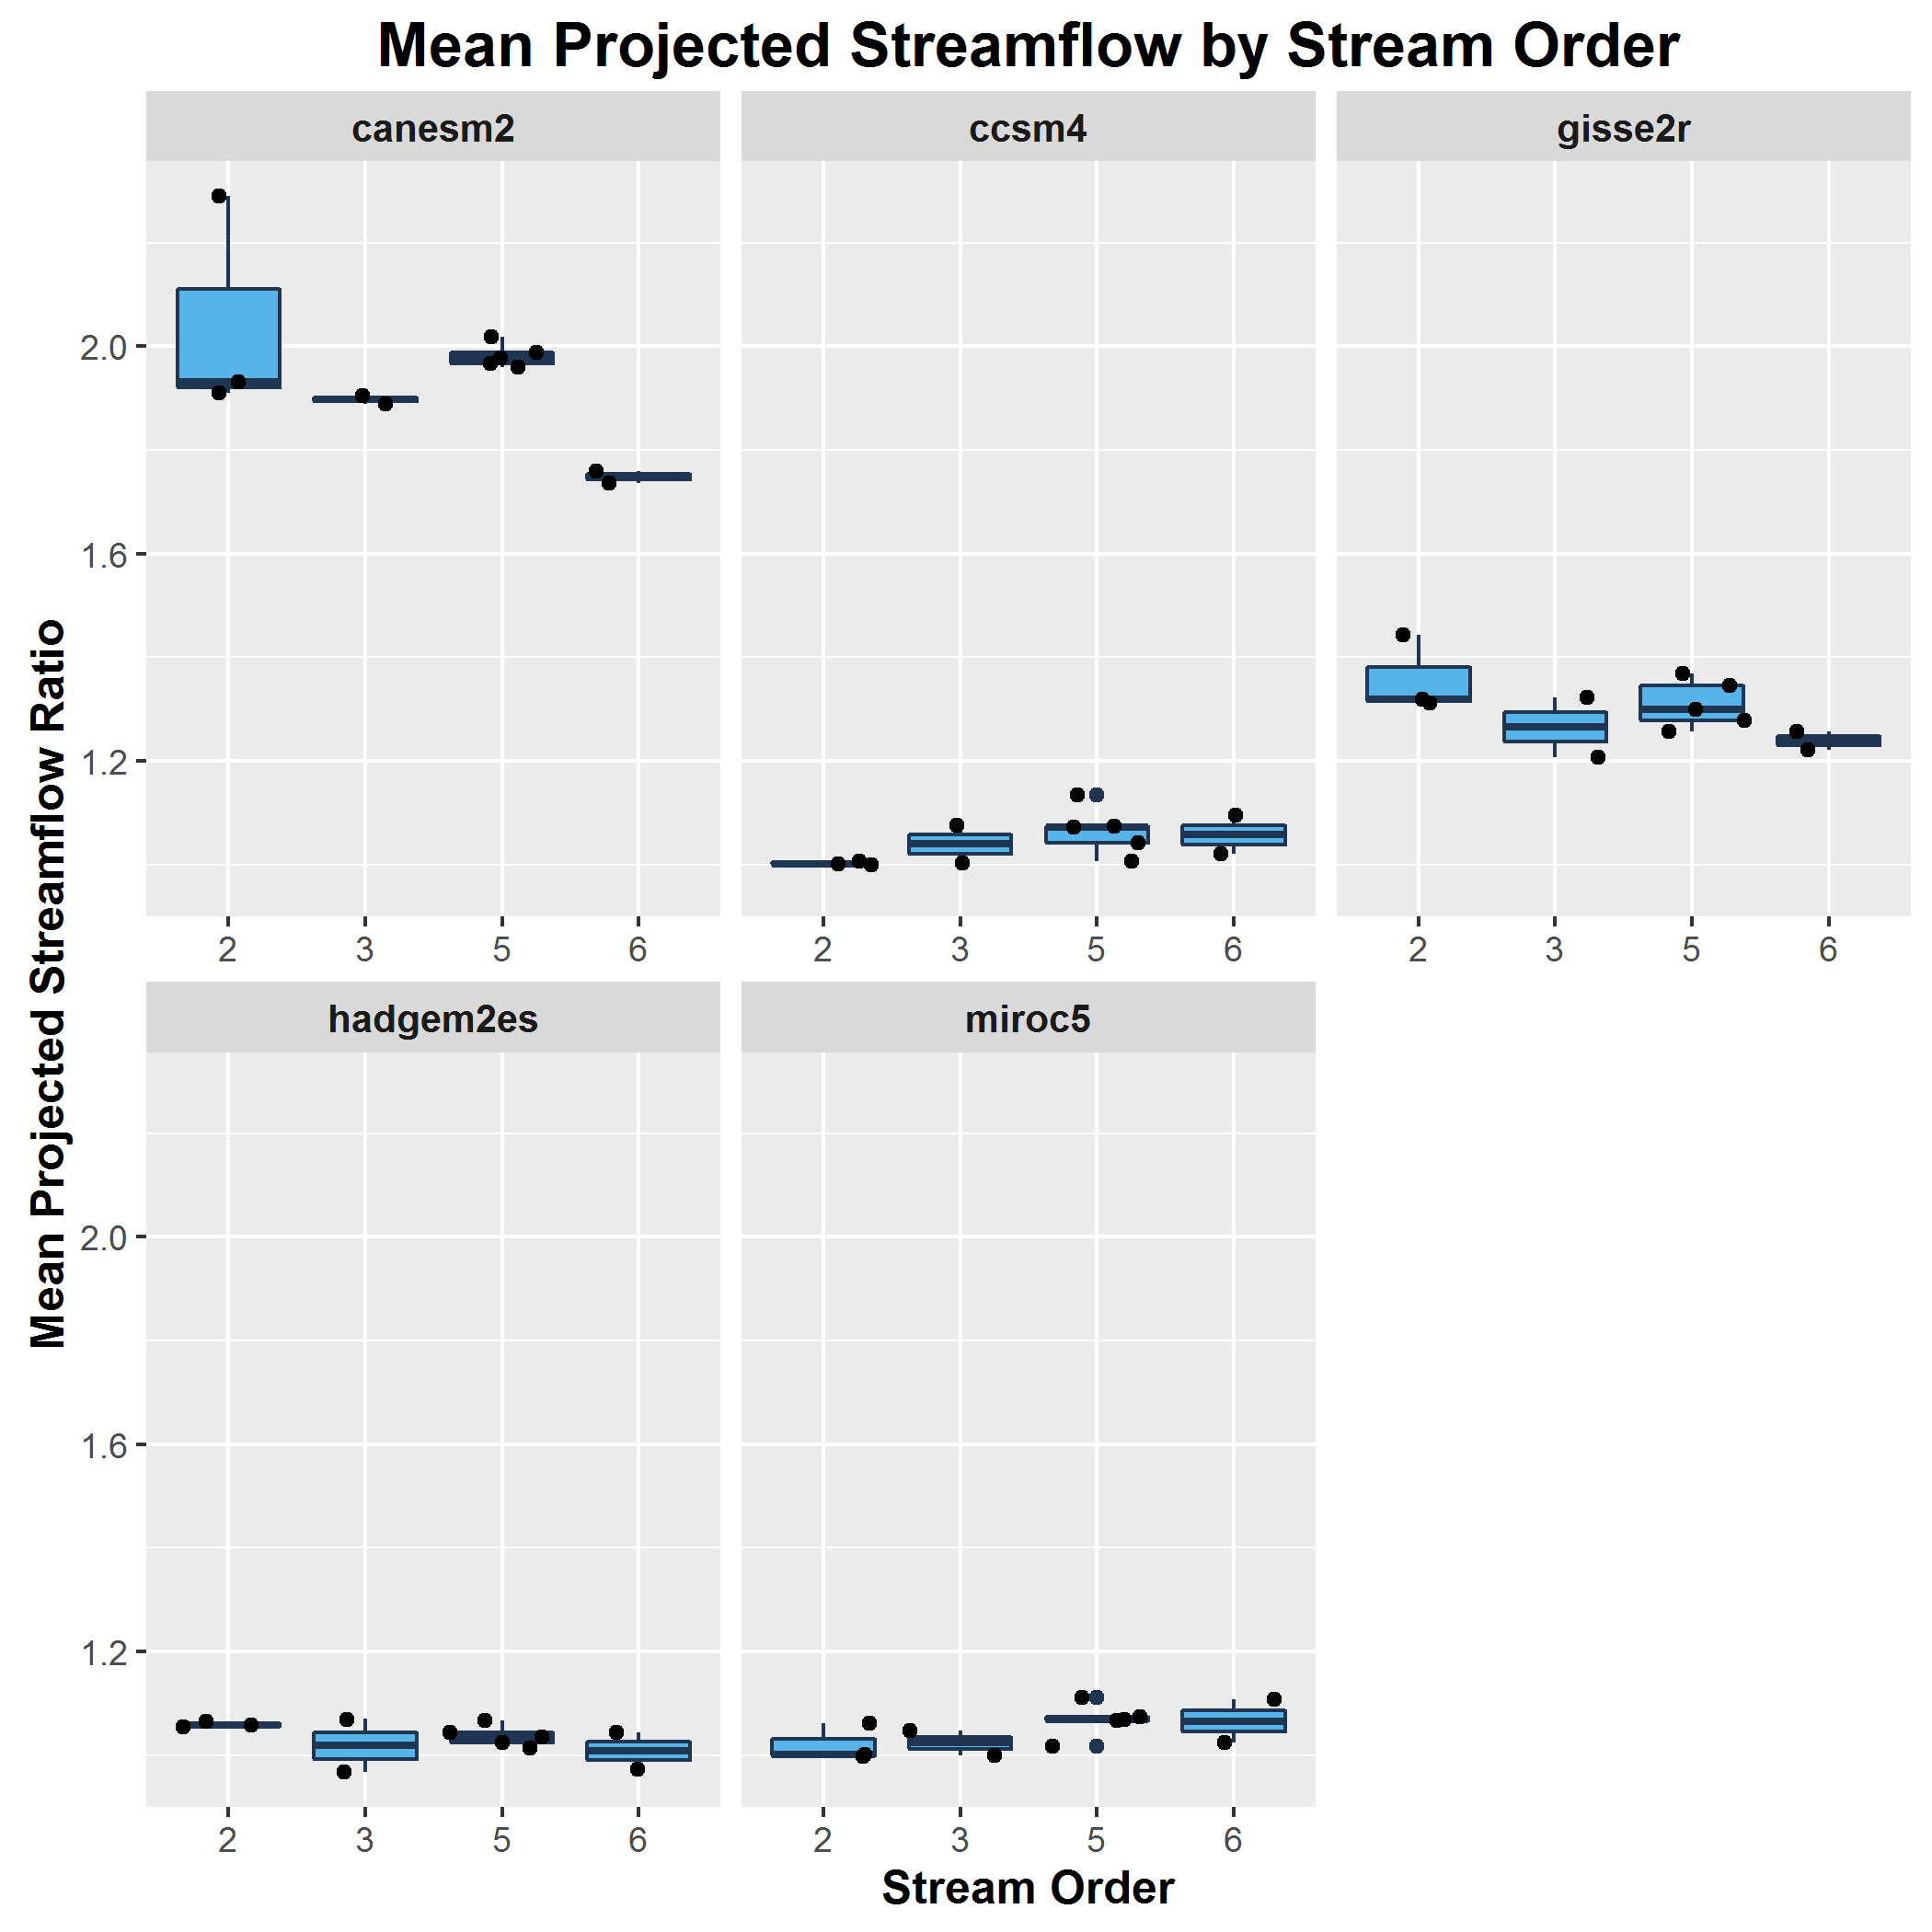 Mean Projected Streamflow by Stream Order
canesm2 ccsm4 gisse2r
2.0
1.6
1.2
2 3 5 6 2 3 5 6 2 3 5 6
Mean Projected Streamflow Ratio
hadgem2es miroc5
2.0
1.6
1.2
2 3 5 6 2 3 5 6
Stream Order